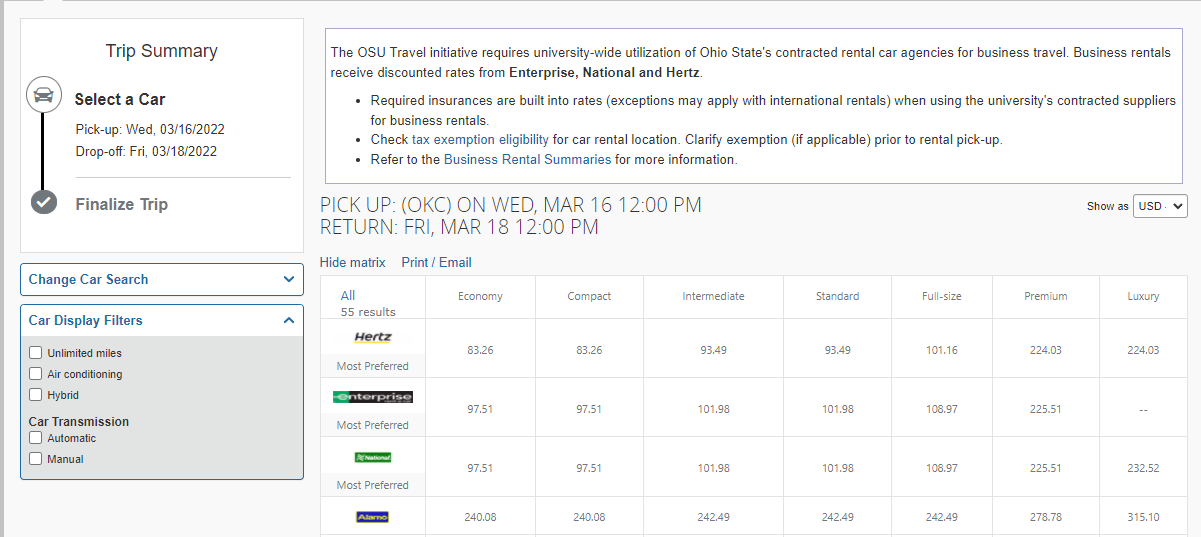 Trip Summary
Select a Car
Pick-up: Wed, 03/16/2022
Drop-off: Fri, 03/18/2022
Finalize Trip
Change Car Search
Car Display Filters
Unlimited miles
Air conditioning
Hybrid
Car Transmission
Automatic
Manual
The OSU Travel initiative requires university-wide utilization of Ohio State's contracted rental car agencies for business travel. Business rentals
receive discounted rates from Enterprise, National and Hertz.
• Required insurances are built into rates (exceptions may apply with international rentals) when using the university's contracted suppliers
for business rentals.
• Check tax exemption eligibility for car rental location. Clarify exemption (if applicable) prior to rental pick-up.
• Refer to the Business Rental Summaries for more information.
PICK UP: (OKC) ON WED, MAR 16 12:00 PM
RETURN: FRI, MAR 18 12:00 PM
Show as USD
Hide matrix Print / Email
All Economy Compact Intermediate Standard Full-size Premium Luxury
55 results
Hertz
83.26 83.26 93.49 93.49 101.16 224.03 224.03
Most Preferred
enterprise
97.51 97.51 101.98 101.98 108.97 225.51 --
Most Preferred
National
97.51 97.51 101.98 101.98 108.97 225.51 232.52
Most Preferred
Alamo 240.08 240.08 242.49 242.49 242.49 278.78 315.10